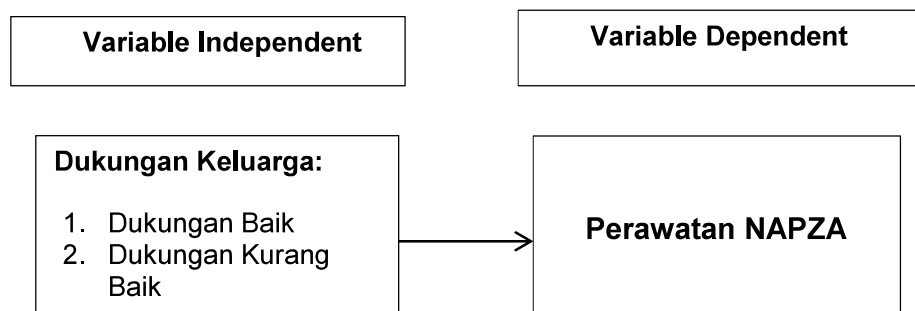 Variable Independent
Variable Dependent
Dukungan Keluarga:
1. Dukungan Baik
2. Dukungan Kurang
Baik
Perawatan NAPZA